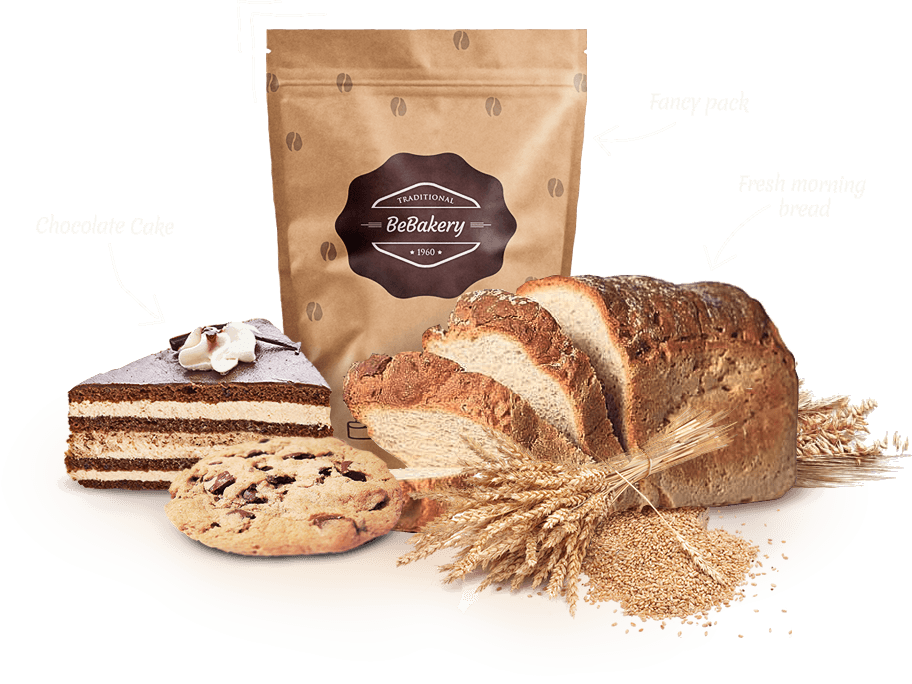 Fancy pack
Fresh morning
bread
Chocolate Cake
TRADITIONAL
BeBakery
★ 1960 ★